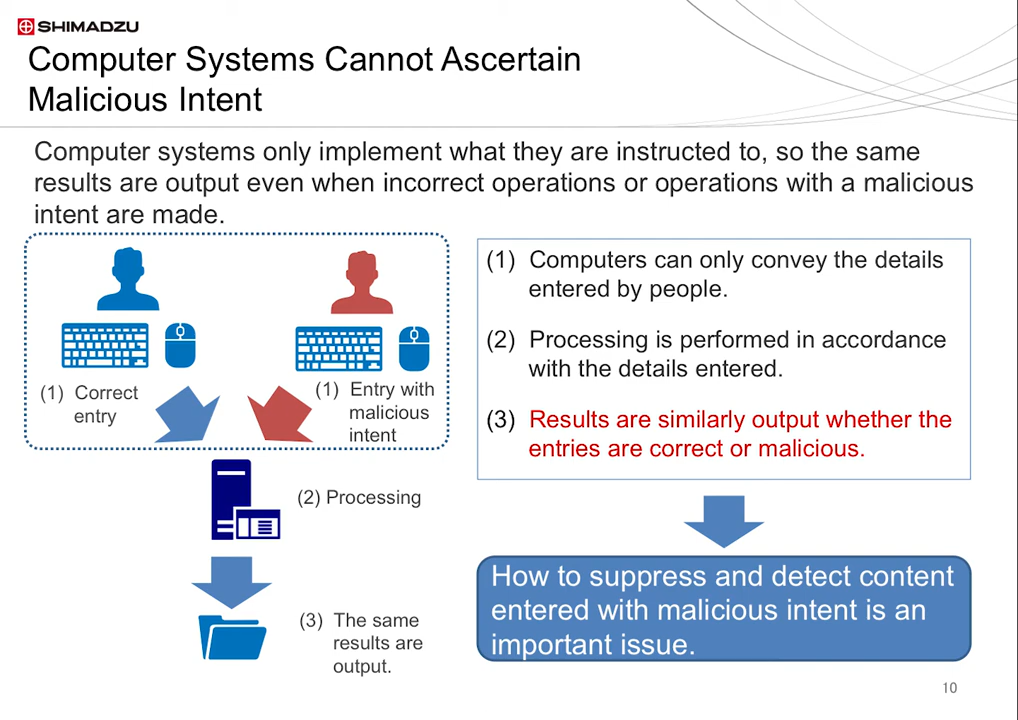 SHIMADZU
Computer Systems Cannot Ascertain
Malicious Intent
Computer systems only implement what they are instructed to, so the same
results are output even when incorrect operations or operations with a malicious
intent are made.
(1) Correct
entry
(1) Entry with
malicious
intent
(2) Processing
(3) The same
results are
output.
(1) Computers can only convey the details
entered by people.
(2) Processing is performed in accordance
with the details entered.
(3) Results are similarly output whether the
entries are correct or malicious.
How to suppress and detect content
entered with malicious intent is an
important issue.
10